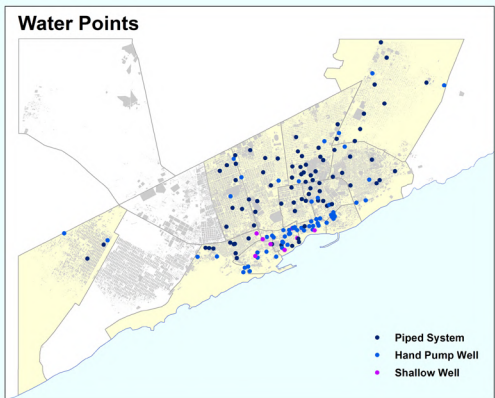 Water Points
Piped System
Hand Pump Well
Shallow Well